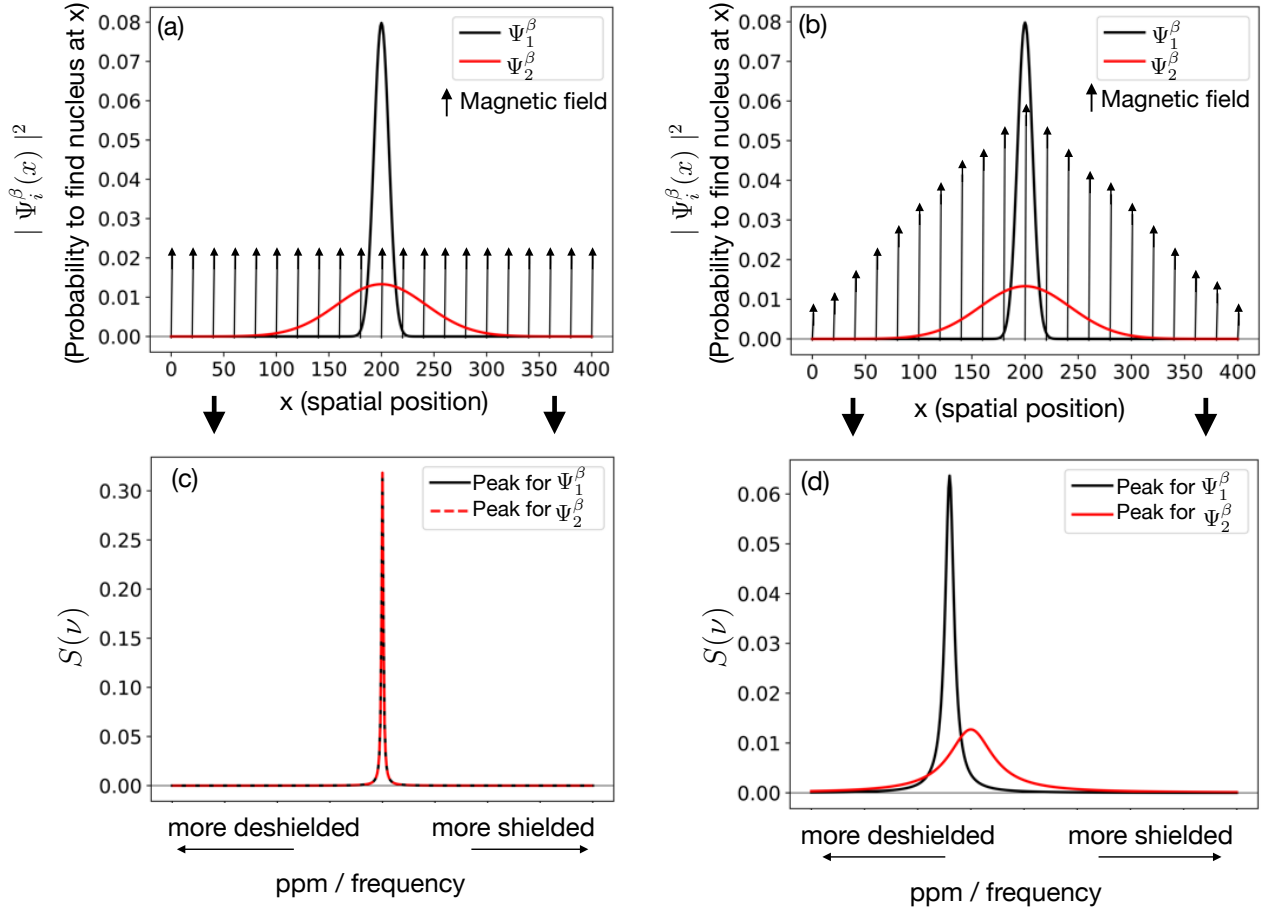 (a)
Ψ₁^β
Ψ₂^β
Magnetic field
| Ψᵢ^β(x) |²
(Probability to find nucleus at x)
0.08
0.07
0.06
0.05
0.04
0.03
0.02
0.01
0.00
0 50 100 150 200 250 300 350 400
x (spatial position)
(b)
Ψ₁^β
Ψ₂^β
Magnetic field
| Ψᵢ^β(x) |²
(Probability to find nucleus at x)
0.08
0.07
0.06
0.05
0.04
0.03
0.02
0.01
0.00
0 50 100 150 200 250 300 350 400
x (spatial position)
(c)
Peak for Ψ₁^β
Peak for Ψ₂^β
S(ν)
0.30
0.25
0.20
0.15
0.10
0.05
0.00
more deshielded more shielded
ppm / frequency
(d)
Peak for Ψ₁^β
Peak for Ψ₂^β
S(ν)
0.06
0.05
0.04
0.03
0.02
0.01
0.00
more deshielded more shielded
ppm / frequency